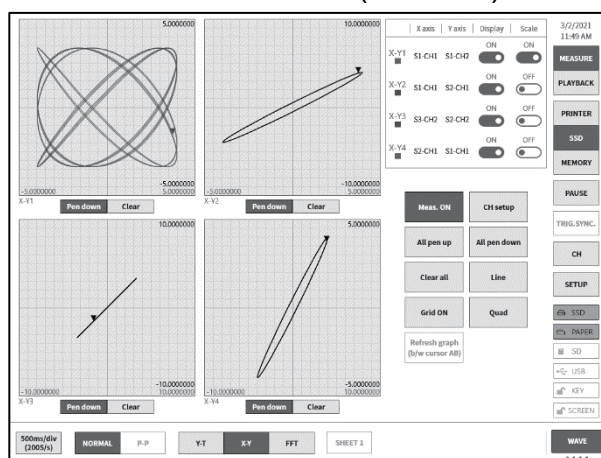 5.0000000
-5.0000000
-5.0000000
5.0000000
X-Y1
Pen down
Clear
10.0000000
-10.0000000
-5.0000000
5.0000000
X-Y2
Pen down
Clear
10.0000000
-10.0000000
-10.0000000
10.0000000
X-Y3
Pen down
Clear
5.0000000
-5.0000000
-10.0000000
10.0000000
X-Y4
Pen down
Clear
X axis Y axis Display Scale
ON ON
X-Y1 S1-CH1 S1-CH2
ON OFF
X-Y2 S1-CH1 S2-CH1
ON OFF
X-Y3 S3-CH2 S2-CH2
ON OFF
X-Y4 S2-CH1 S1-CH1
Meas. ON
CH setup
All pen up
All pen down
Clear all
Line
Grid ON
Quad
Refresh graph
(b/w cursor AB)
3/2/2021
11:49 AM
MEASURE
PLAYBACK
PRINTER
SSD
MEMORY
PAUSE
TRIG.SYNC.
CH
SETUP
SSD
PAPER
SD
USB
KEY
SCREEN
500ms/div
(200S/s)
NORMAL
P-P
Y-T
X-Y
FFT
SHEET 1
WAVE